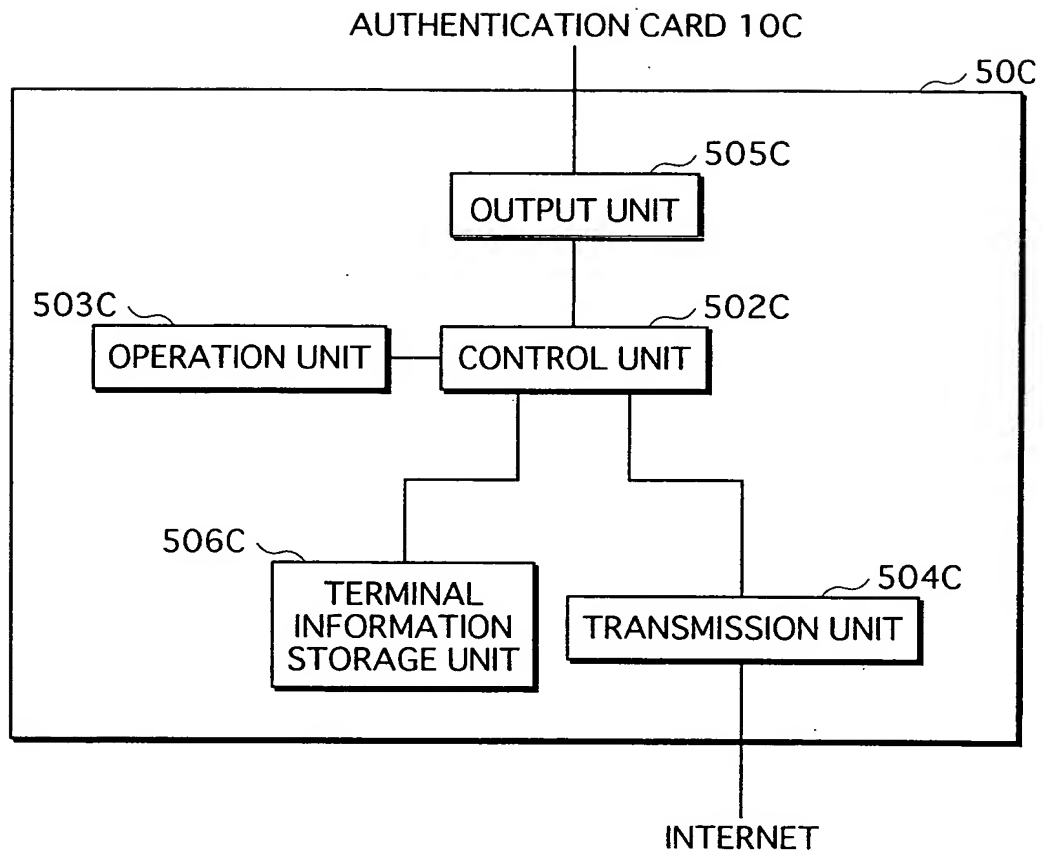 AUTHENTICATION CARD 10C
50C
505C
OUTPUT UNIT
503C
502C
OPERATION UNIT
CONTROL UNIT
506C
504C
TERMINAL
INFORMATION
STORAGE UNIT
TRANSMISSION UNIT
INTERNET